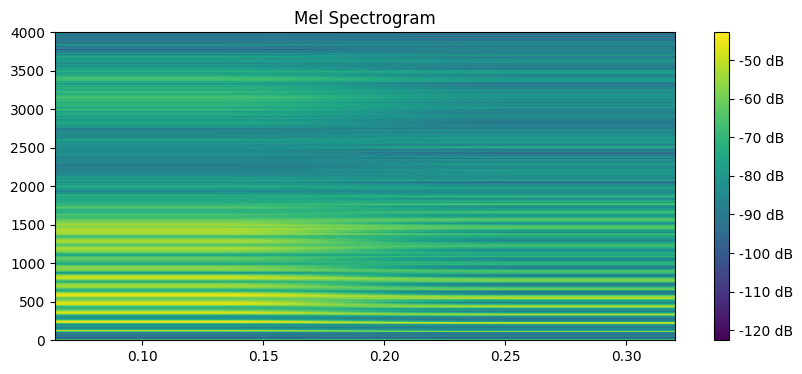 Mel Spectrogram
4000
3500
3000
2500
2000
1500
1000
500
0
0.10 0.15 0.20 0.25 0.30
-50 dB
-60 dB
-70 dB
-80 dB
-90 dB
-100 dB
-110 dB
-120 dB